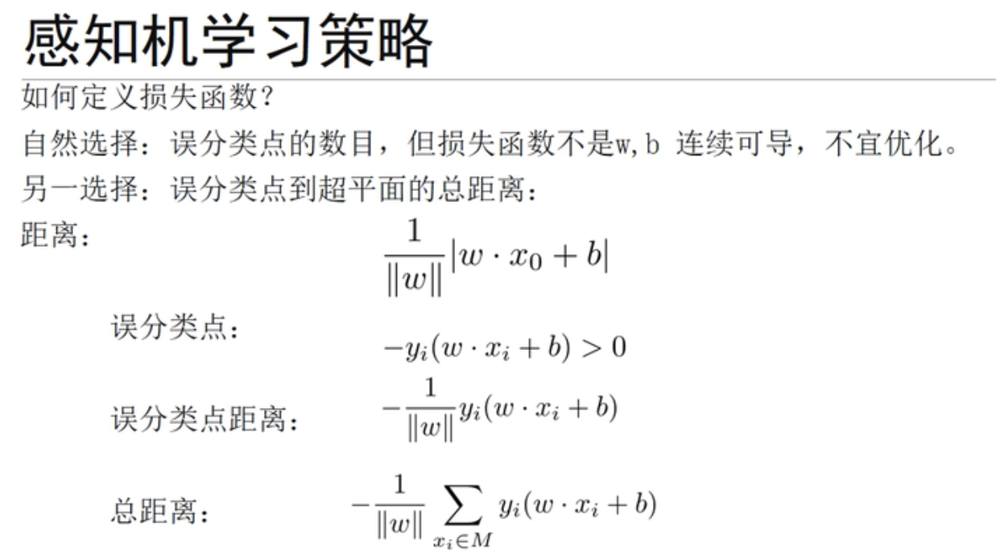 感知机学习策略
如何定义损失函数？
自然选择：误分类点的数目，但损失函数不是w,b 连续可导，不宜优化。
另一选择：误分类点到超平面的总距离：
距离： $\frac{1}{\|w\|}|w \cdot x_0 + b|$
误分类点： $-y_i(w \cdot x_i + b) > 0$
误分类点距离： $-\frac{1}{\|w\|}y_i(w \cdot x_i + b)$
总距离： $-\frac{1}{\|w\|}\sum_{x_i \in M} y_i(w \cdot x_i + b)$